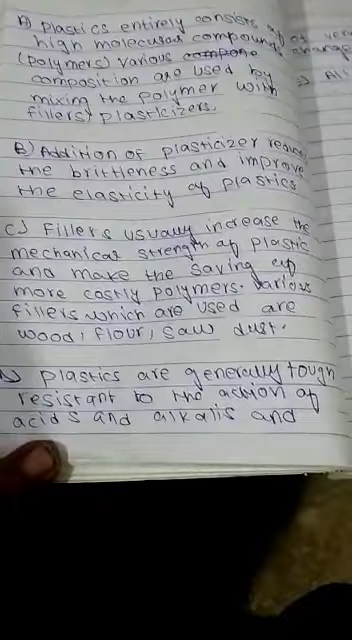 A) Plastics entirely consists of
high molecular compounds
(polymers) various compone
composition are used by
mixing the polymer with
fillers, plasticizers.
B) Addition of plasticizer
the brittleness and improve
the elasticity of plastics
C) Fillers usually increase the
mechanical strength of plastic
and make the saving of
more costly polymers. Various
fillers which are used are
wood, flour, saw dust.
plastics are generally tough
resistant to the action of
acids and alkalis and